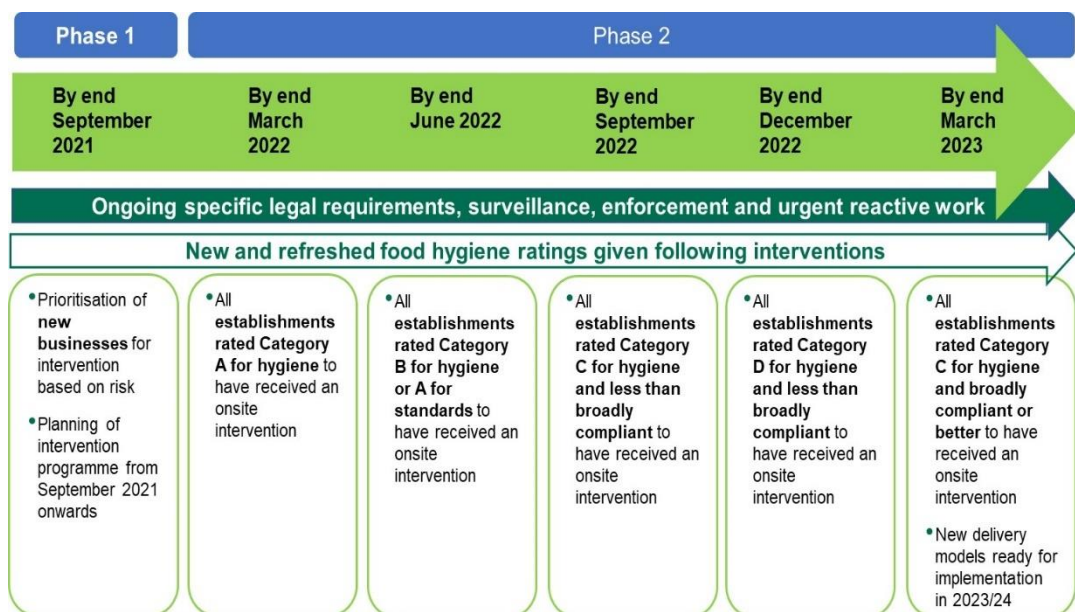 Phase 1
Phase 2
By end
September
2021
By end
March
2022
By end
June 2022
By end
September
2022
By end
December
2022
By end
March
2023
Ongoing specific legal requirements, surveillance, enforcement and urgent reactive work
New and refreshed food hygiene ratings given following interventions
•Prioritisation of
new
businesses for
intervention
based on risk
•Planning of
intervention
programme from
September 2021
onwards
•All
establishments
rated Category
A for hygiene to
have received an
onsite
intervention
•All
establishments
rated Category
B for hygiene
or A for
standards to
have received an
onsite
intervention
•All
establishments
rated Category
C for hygiene
and less than
broadly
compliant to
have received an
onsite
intervention
•All
establishments
rated Category
D for hygiene
and less than
broadly
compliant to
have received an
onsite
intervention
•All
establishments
rated Category
C for hygiene
and broadly
compliant or
better to have
received an
onsite
intervention
•New delivery
models ready for
implementation
in 2023/24